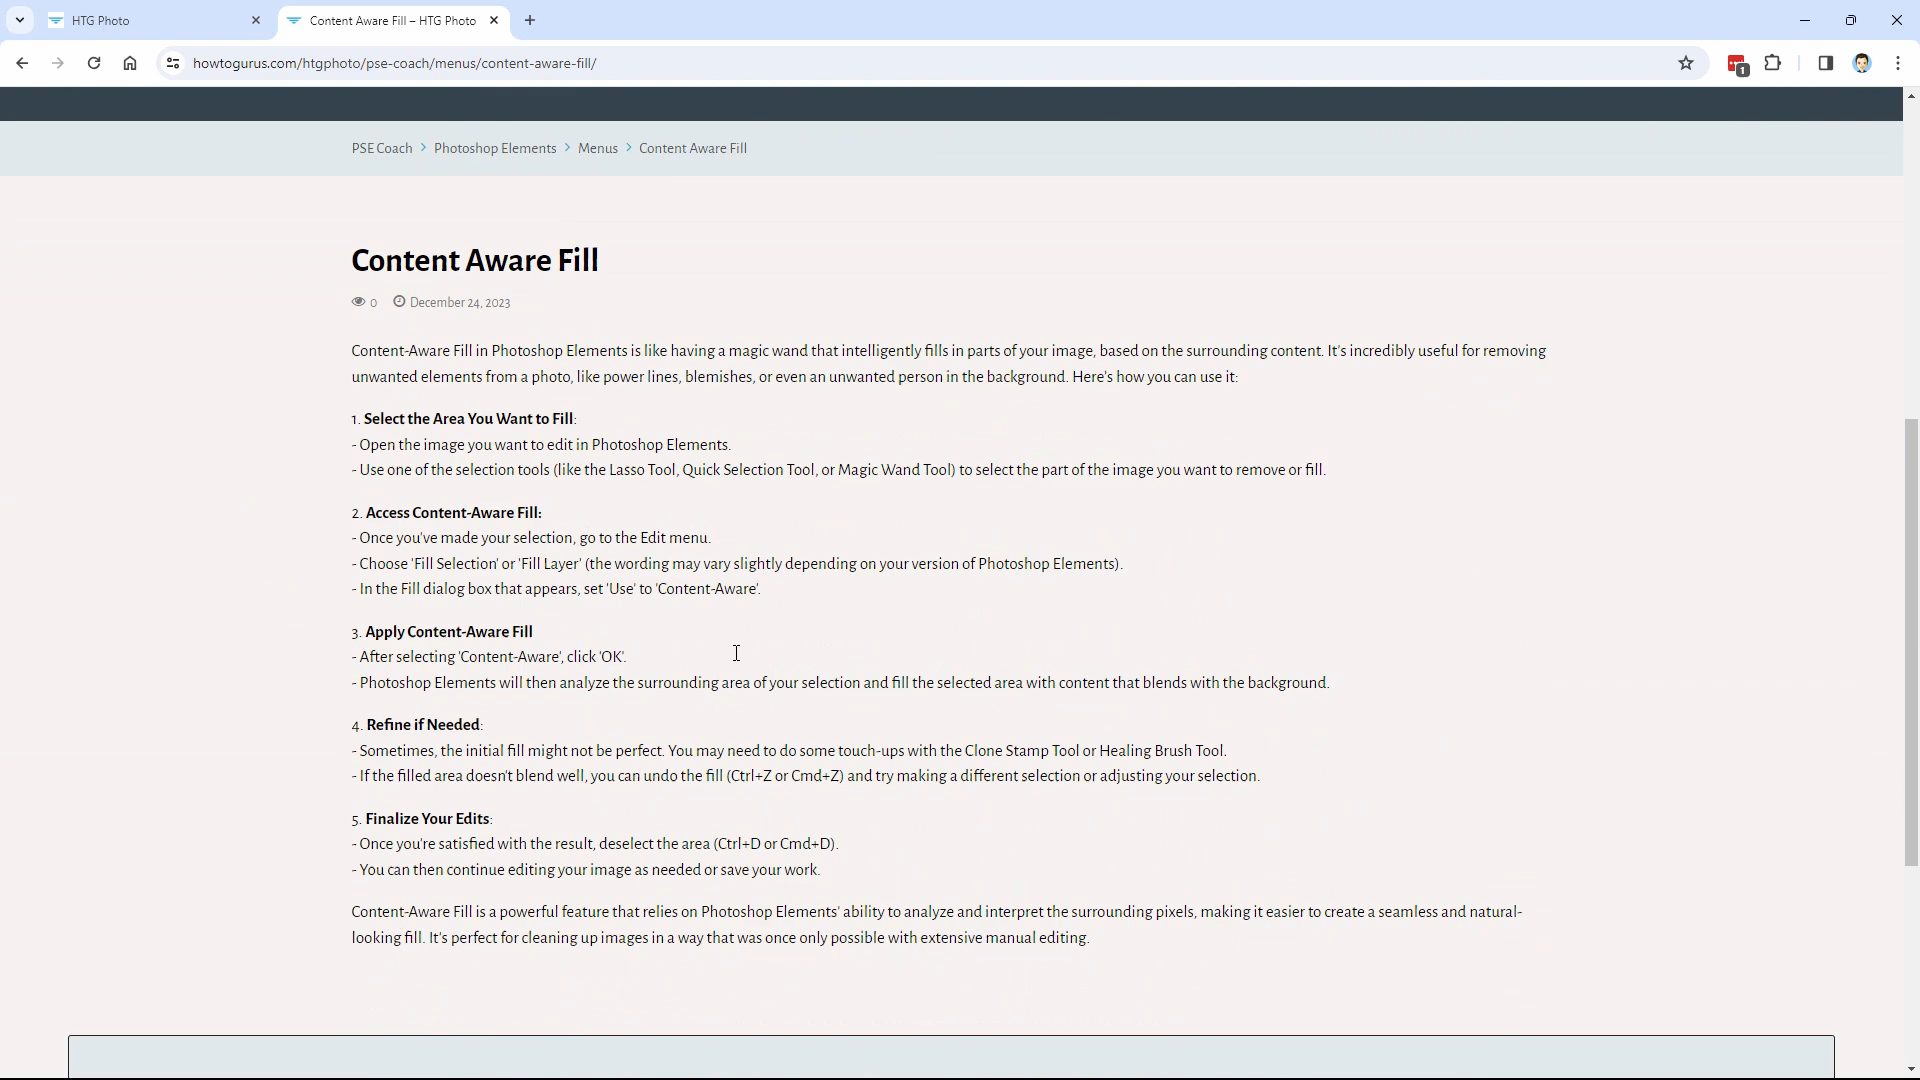 HTG Photo
Content Aware Fill – HTG Photo
howtogurus.com/htgphoto/pse-coach/menus/content-aware-fill/
1
PSE Coach > Photoshop Elements > Menus > Content Aware Fill
Content Aware Fill
0 December 24, 2023
Content-Aware Fill in Photoshop Elements is like having a magic wand that intelligently fills in parts of your image, based on the surrounding content. It's incredibly useful for removing
unwanted elements from a photo, like power lines, blemishes, or even an unwanted person in the background. Here's how you can use it:
1. Select the Area You Want to Fill:
- Open the image you want to edit in Photoshop Elements.
- Use one of the selection tools (like the Lasso Tool, Quick Selection Tool, or Magic Wand Tool) to select the part of the image you want to remove or fill.
2. Access Content-Aware Fill:
- Once you've made your selection, go to the Edit menu.
- Choose 'Fill Selection' or 'Fill Layer' (the wording may vary slightly depending on your version of Photoshop Elements).
- In the Fill dialog box that appears, set 'Use' to 'Content-Aware'.
3. Apply Content-Aware Fill
- After selecting 'Content-Aware', click 'OK'.
- Photoshop Elements will then analyze the surrounding area of your selection and fill the selected area with content that blends with the background.
4. Refine if Needed:
- Sometimes, the initial fill might not be perfect. You may need to do some touch-ups with the Clone Stamp Tool or Healing Brush Tool.
- If the filled area doesn't blend well, you can undo the fill (Ctrl+Z or Cmd+Z) and try making a different selection or adjusting your selection.
5. Finalize Your Edits:
- Once you're satisfied with the result, deselect the area (Ctrl+D or Cmd+D).
- You can then continue editing your image as needed or save your work.
Content-Aware Fill is a powerful feature that relies on Photoshop Elements' ability to analyze and interpret the surrounding pixels, making it easier to create a seamless and natural-
looking fill. It's perfect for cleaning up images in a way that was once only possible with extensive manual editing.